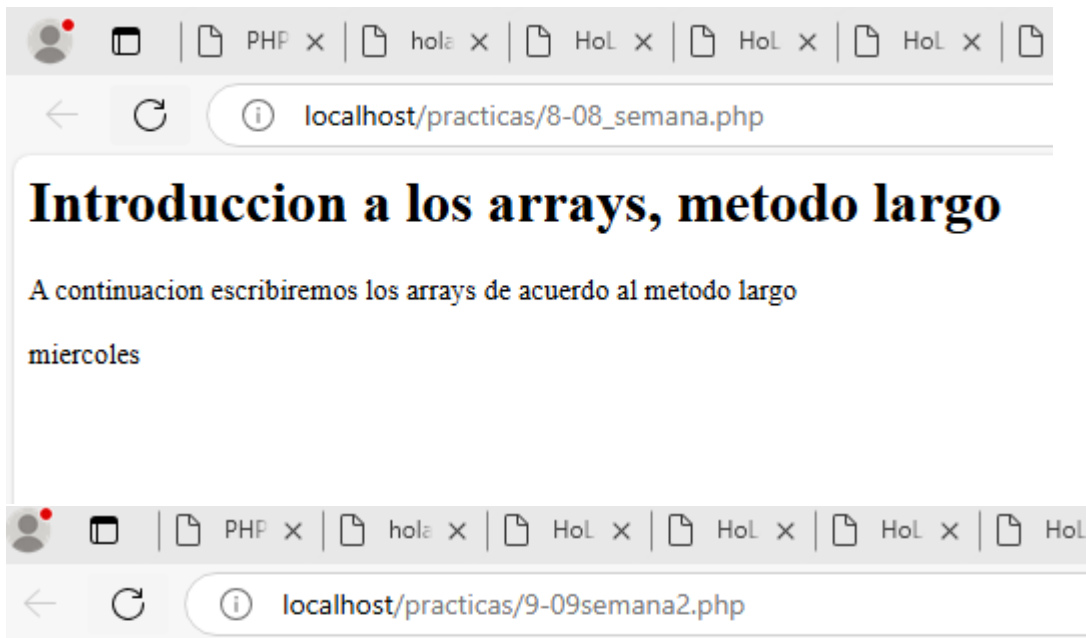 PHP hola HoL HoL HoL
localhost/practicas/8-08_semana.php
Introduccion a los arrays, metodo largo
A continuacion escribiremos los arrays de acuerdo al metodo largo
miercoles
PHP hola HoL HoL HoL HoL
localhost/practicas/9-09semana2.php